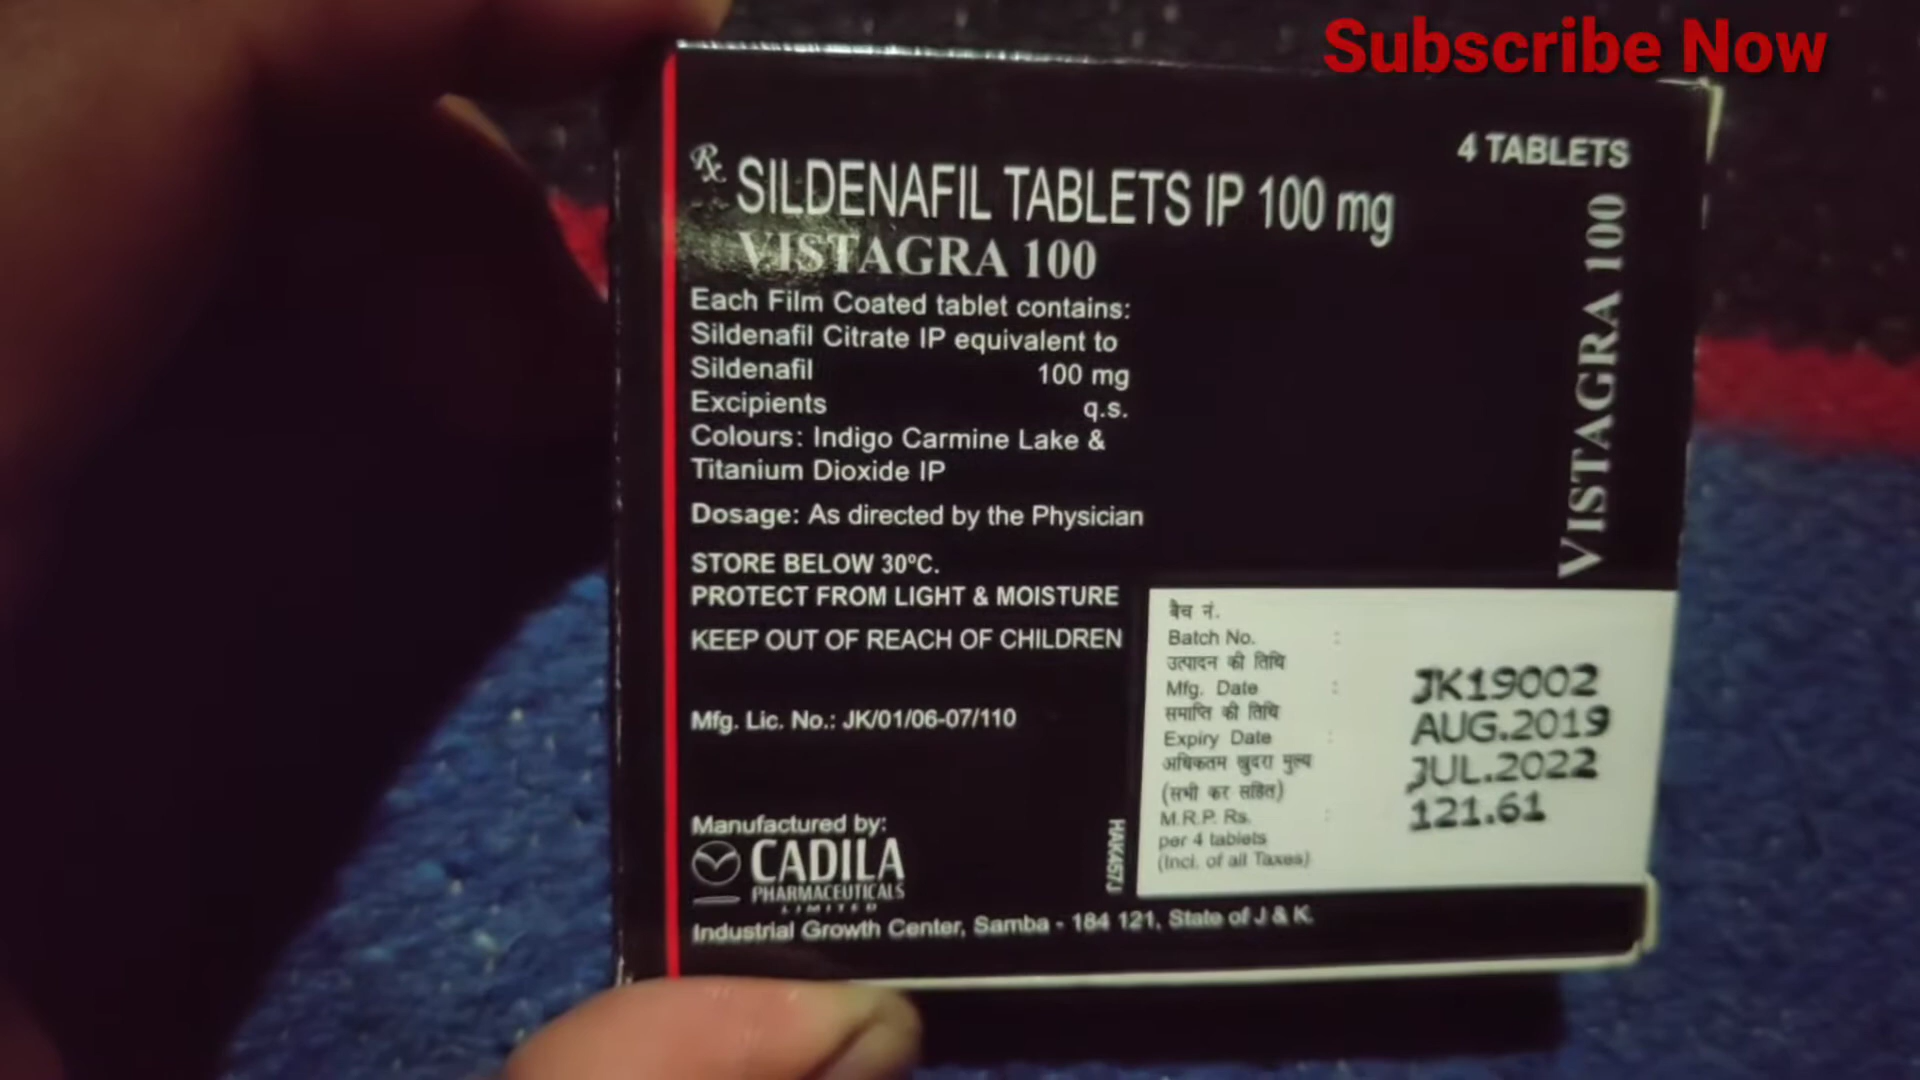 Subscribe Now
4 TABLETS
Rx SILDENAFIL TABLETS IP 100 mg
VISTAGRA 100
Each Film Coated tablet contains:
Sildenafil Citrate IP equivalent to
Sildenafil 100 mg
Excipients q.s.
Colours: Indigo Carmine Lake &
Titanium Dioxide IP
Dosage: As directed by the Physician
STORE BELOW 30ºC.
PROTECT FROM LIGHT & MOISTURE
KEEP OUT OF REACH OF CHILDREN
Mfg. Lic. No.: JK/01/06-07/110
Manufactured by:
CADILA
PHARMACEUTICALS
LIMITED
Industrial Growth Center, Samba - 184 121, State of J & K.
HAK457J
VISTAGRA 100
बैच नं.
Batch No. :
उत्पादन की तिथि
Mfg. Date : JK19002
समाप्ति की तिथि AUG.2019
Expiry Date :
अधिकतम खुदरा मुल्य JUL.2022
(सभी कर सहित)
M.R.P. Rs. : 121.61
per 4 tablets
(Incl. of all Taxes)